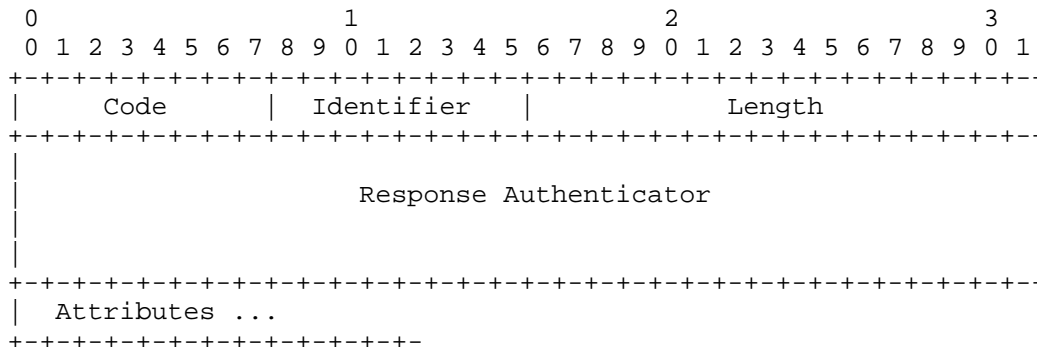 0                   1                   2                   3
 0 1 2 3 4 5 6 7 8 9 0 1 2 3 4 5 6 7 8 9 0 1 2 3 4 5 6 7 8 9 0 1
+-+-+-+-+-+-+-+-+-+-+-+-+-+-+-+-+-+-+-+-+-+-+-+-+-+-+-+-+-+-+-+--
|     Code      |  Identifier   |            Length
+-+-+-+-+-+-+-+-+-+-+-+-+-+-+-+-+-+-+-+-+-+-+-+-+-+-+-+-+-+-+-+--
|
|                     Response Authenticator
|
|
+-+-+-+-+-+-+-+-+-+-+-+-+-+-+-+-+-+-+-+-+-+-+-+-+-+-+-+-+-+-+-+--
|  Attributes ...
+-+-+-+-+-+-+-+-+-+-+-+-+-